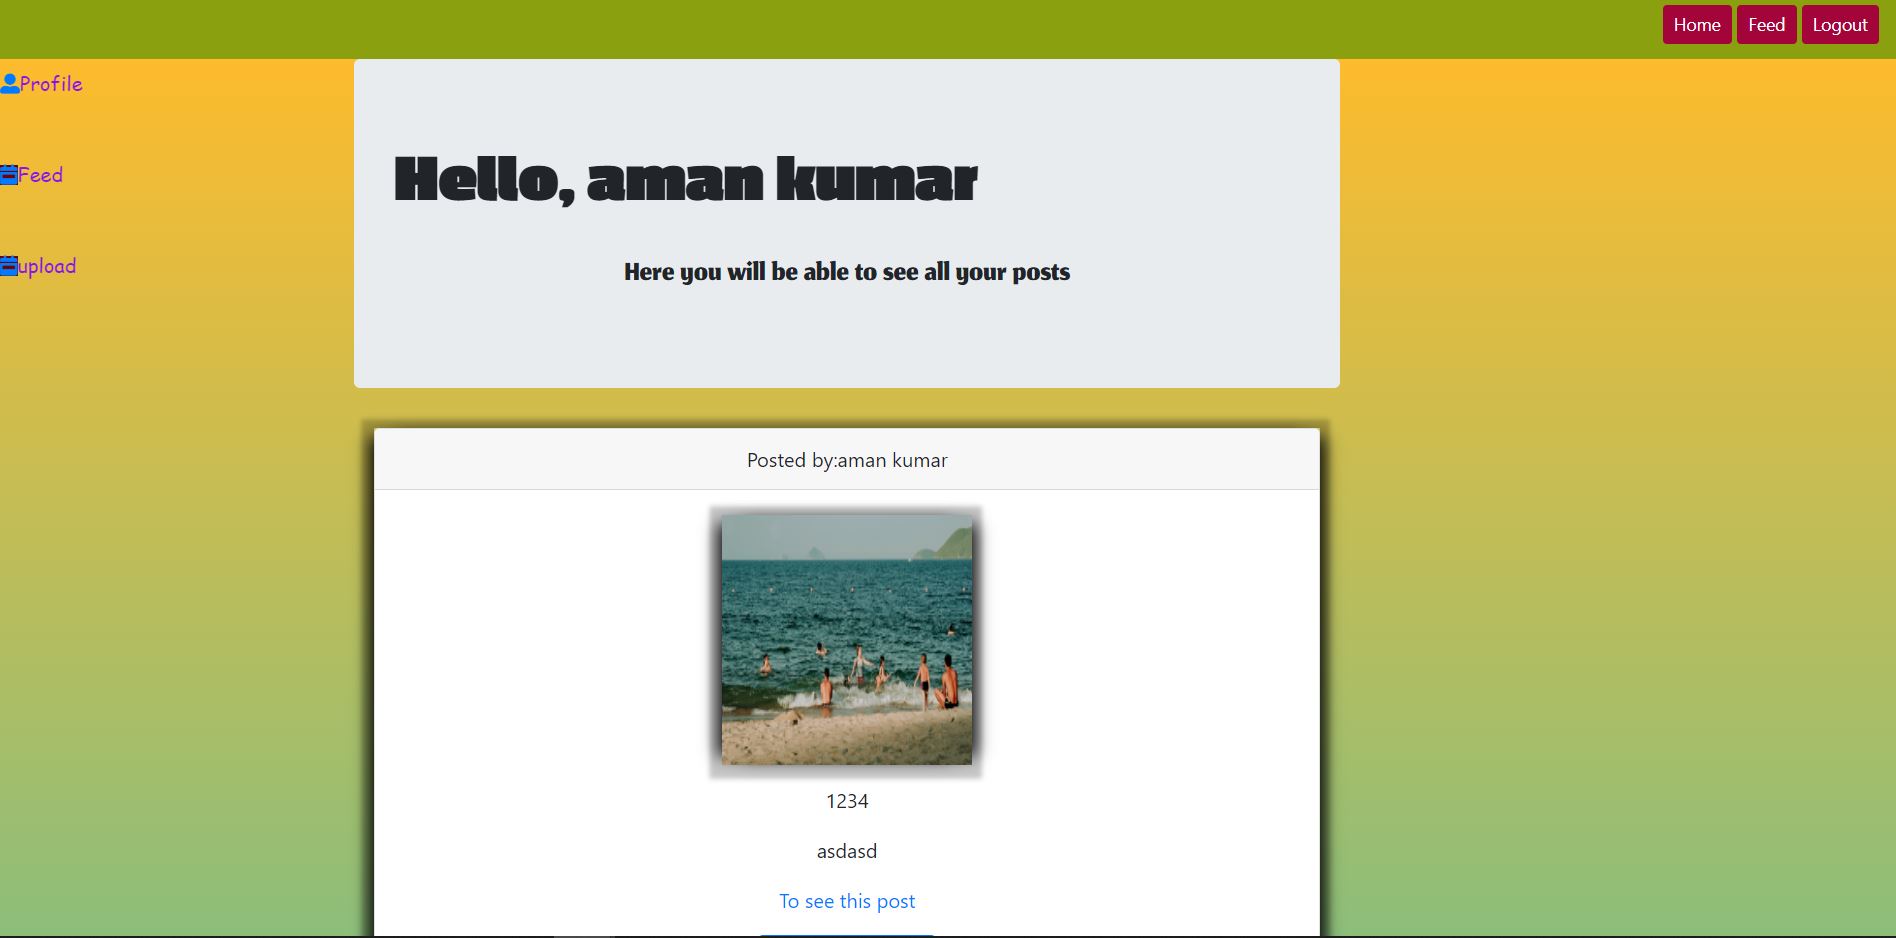 Home Feed Logout
Profile
Feed
upload
Hello, aman kumar
Here you will be able to see all your posts
Posted by:aman kumar
1234
asdasd
To see this post